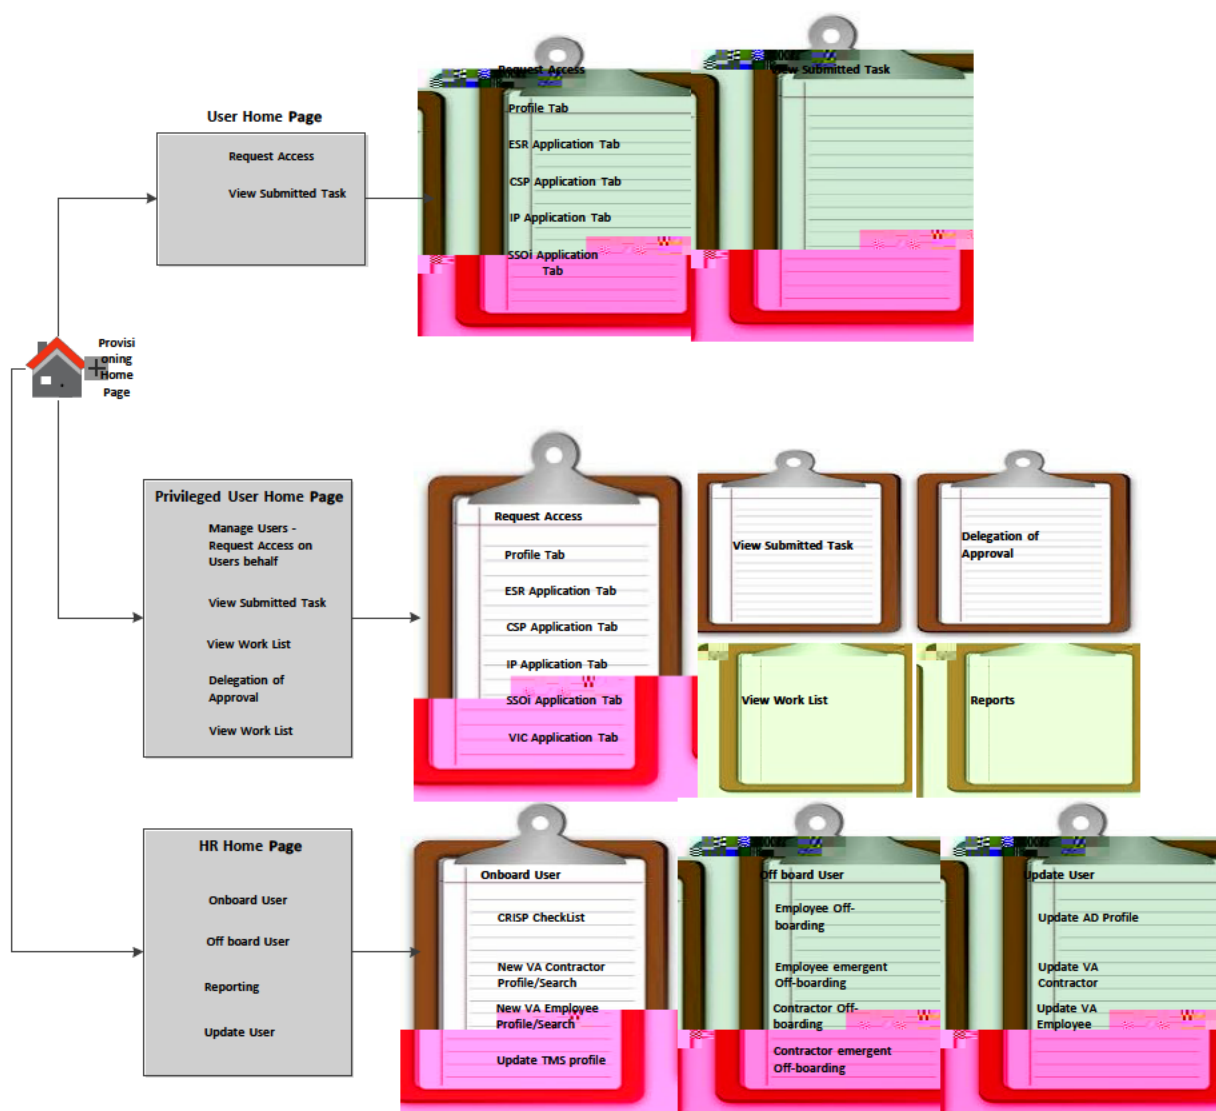 User Home Page
Request Access
View Submitted Task
Request Access
Profile Tab
ESR Application Tab
CSP Application Tab
IP Application Tab
SSOi Application
Tab
View Submitted Task
Provisi
oning
Home
Page
Privileged User Home Page
Manage Users -
Request Access on
Users behalf
View Submitted Task
View Work List
Delegation of
Approval
View Work List
Request Access
Profile Tab
ESR Application Tab
CSP Application Tab
IP Application Tab
SSOi Application Tab
VIC Application Tab
View Submitted Task
Delegation of
Approval
View Work List
Reports
HR Home Page
Onboard User
Off board User
Reporting
Update User
Onboard User
CRISP CheckList
New VA Contractor
Profile/Search
New VA Employee
Profile/Search
Update TMS profile
Off board User
Employee Off-
boarding
Employee emergent
Off-boarding
Contractor Off-
boarding
Contractor emergent
Off-boarding
Update User
Update AD Profile
Update VA
Contractor
Update VA
Employee